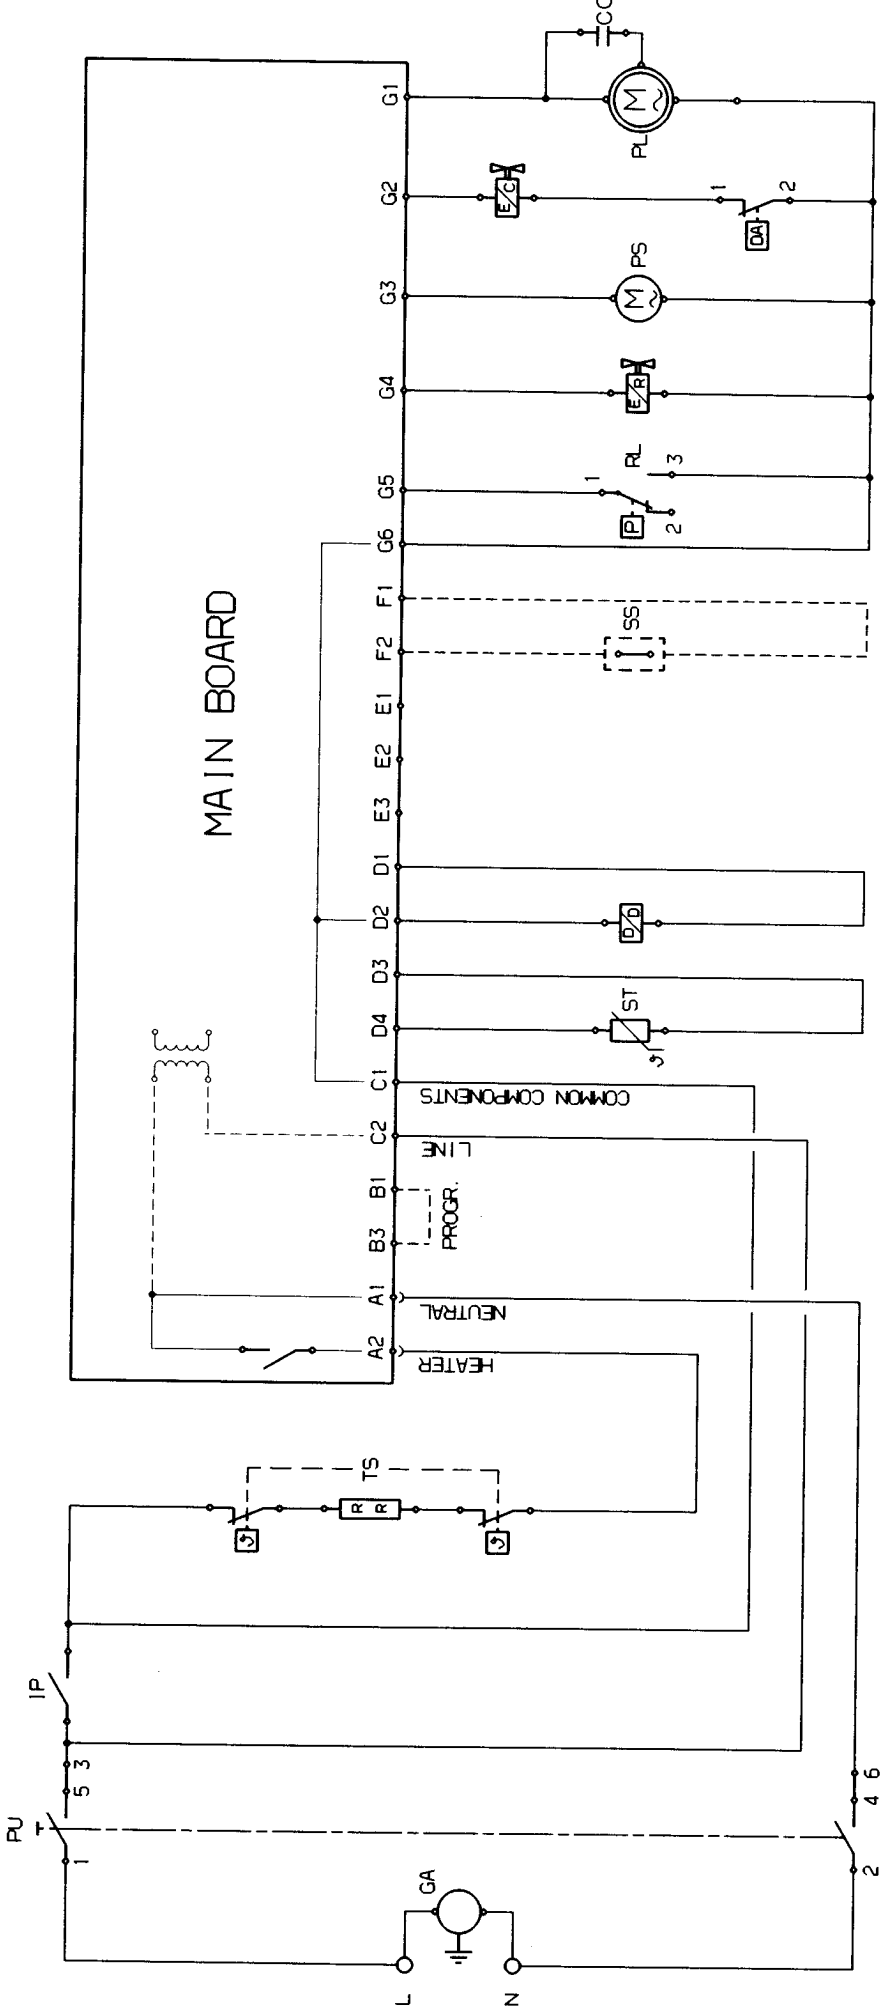 MAIN BOARD
L
N
GA
PU
1
5
3
2
4
6
IP
TS
ϑ
R R
ϑ
A2
A1
B3
B1
C2
C1
D4
D3
D2
D1
E3
E2
E1
F2
F1
G6
G5
G4
G3
G2
G1
HEATER
NEUTRAL
PROGR.
LINE
COMMON COMPONENTS
ϑ
ST
D/D
SS
P
1
2
3
RL
E/R
M
PS
E/C
DA
1
2
M
PL